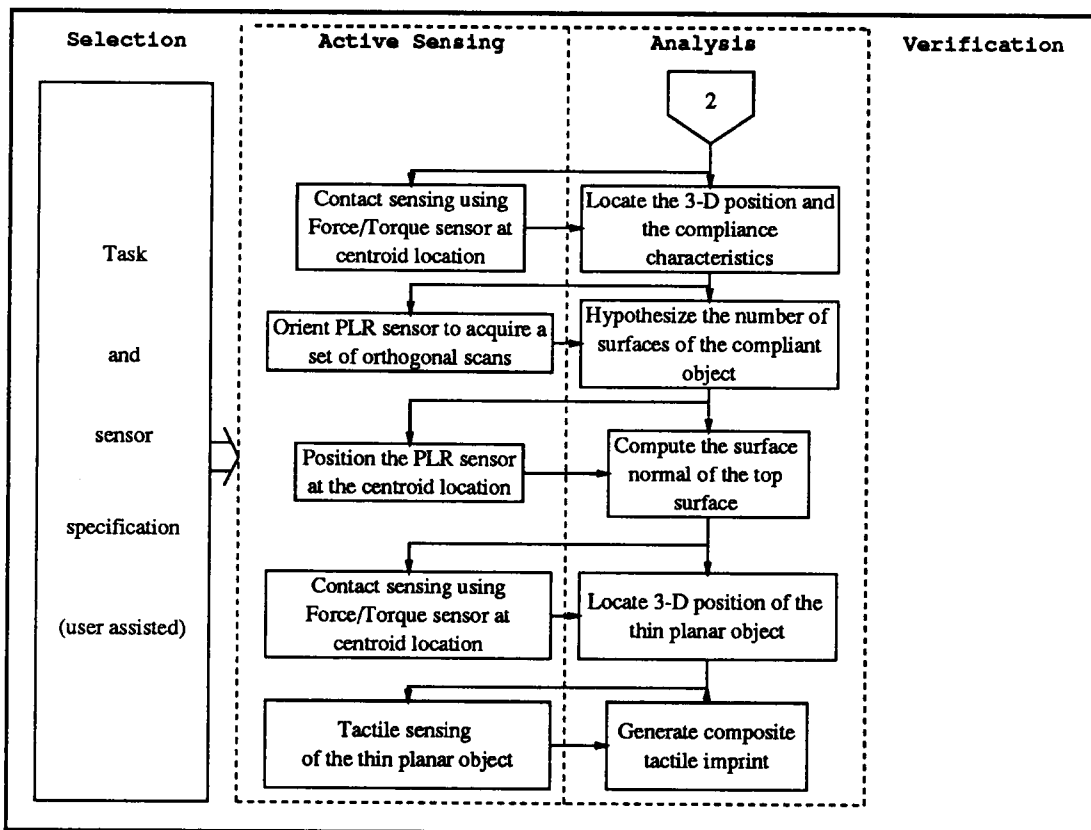 Selection
Active Sensing
Analysis
Verification
2
Task
and
sensor
specification
(user assisted)
Contact sensing using
Force/Torque sensor at
centroid location
Locate the 3-D position and
the compliance
characteristics
Orient PLR sensor to acquire a
set of orthogonal scans
Hypothesize the number of
surfaces of the compliant
object
Position the PLR sensor
at the centroid location
Compute the surface
normal of the top
surface
Contact sensing using
Force/Torque sensor at
centroid location
Locate 3-D position of the
thin planar object
Tactile sensing
of the thin planar object
Generate composite
tactile imprint